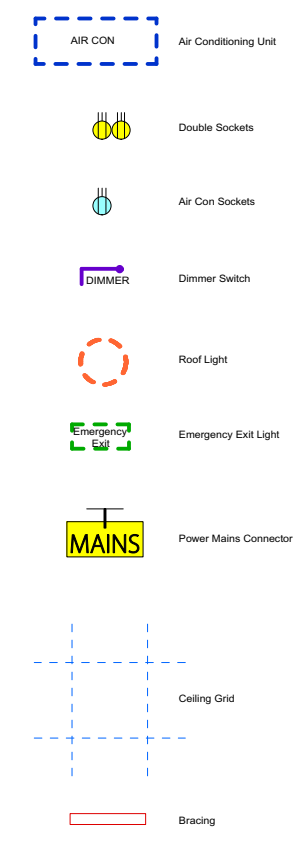 AIR CON
Air Conditioning Unit
Double Sockets
Air Con Sockets
DIMMER
Dimmer Switch
Roof Light
Emergency
Exit
Emergency Exit Light
MAINS
Power Mains Connector
Ceiling Grid
Bracing